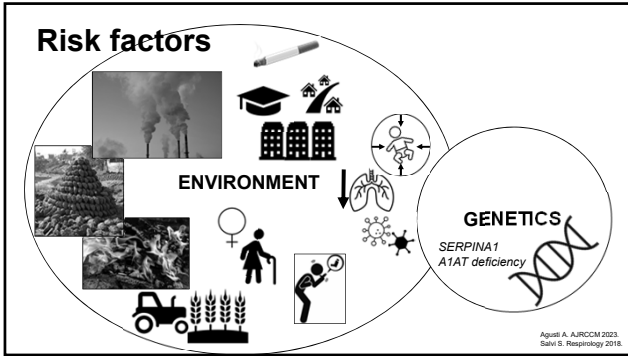 Risk factors
ENVIRONMENT
GENETICS
SERPINA1
A1AT deficiency
Agusti A. AJRCCM 2023.
Salvi S. Respirology 2018.